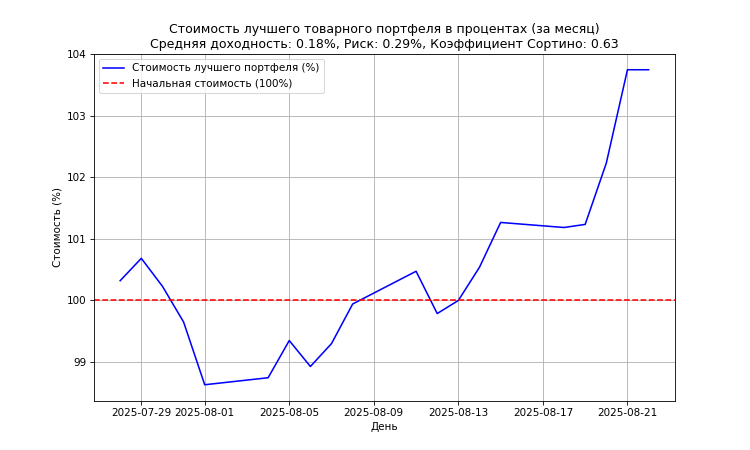 Стоимость лучшего товарного портфеля в процентах (за месяц)
Средняя доходность: 0.18%, Риск: 0.29%, Коэффициент Сортино: 0.63
Стоимость лучшего портфеля (%)
Начальная стоимость (100%)
Стоимость (%)
104
103
102
101
100
99
2025-07-29 2025-08-01 2025-08-05 2025-08-09 2025-08-13 2025-08-17 2025-08-21
День